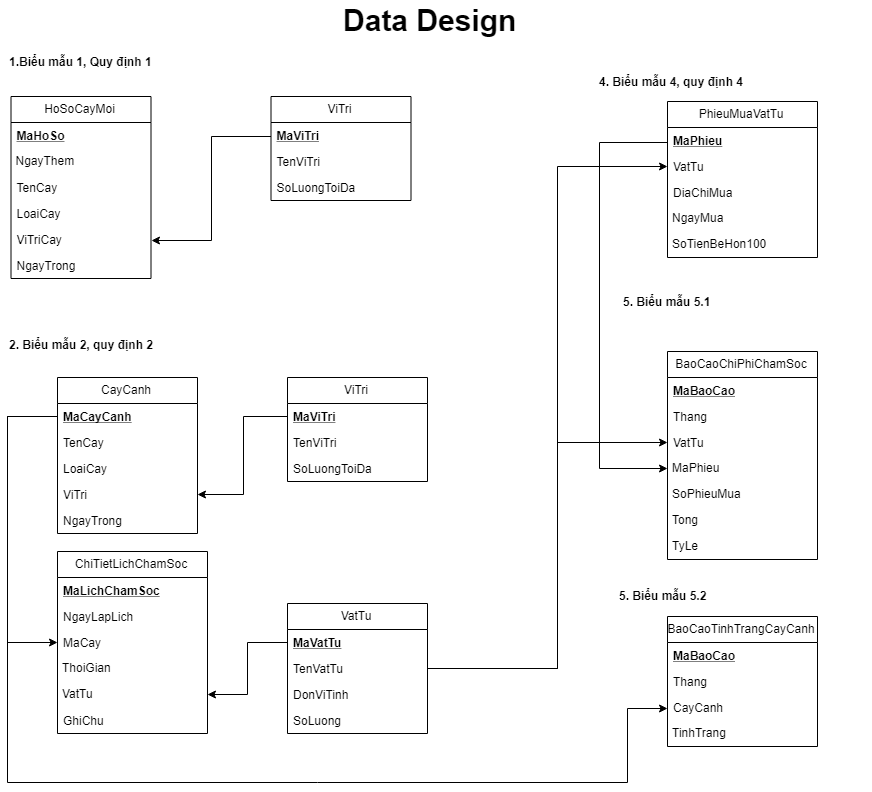 Data Design
1.Biểu mẫu 1, Quy định 1
HoSoCayMoi
MaHoSo
NgayThem
TenCay
LoaiCay
ViTriCay
NgayTrong
ViTri
MaViTri
TenViTri
SoLuongToiDa
2. Biểu mẫu 2, quy định 2
CayCanh
MaCayCanh
TenCay
LoaiCay
ViTri
NgayTrong
ViTri
MaViTri
TenViTri
SoLuongToiDa
ChiTietLichChamSoc
MaLichChamSoc
NgayLapLich
MaCay
ThoiGian
VatTu
GhiChu
VatTu
MaVatTu
TenVatTu
DonViTinh
SoLuong
4. Biểu mẫu 4, quy định 4
PhieuMuaVatTu
MaPhieu
VatTu
DiaChiMua
NgayMua
SoTienBeHon100
5. Biểu mẫu 5.1
BaoCaoChiPhiChamSoc
MaBaoCao
Thang
VatTu
MaPhieu
SoPhieuMua
Tong
TyLe
5. Biểu mẫu 5.2
BaoCaoTinhTrangCayCanh
MaBaoCao
Thang
CayCanh
TinhTrang